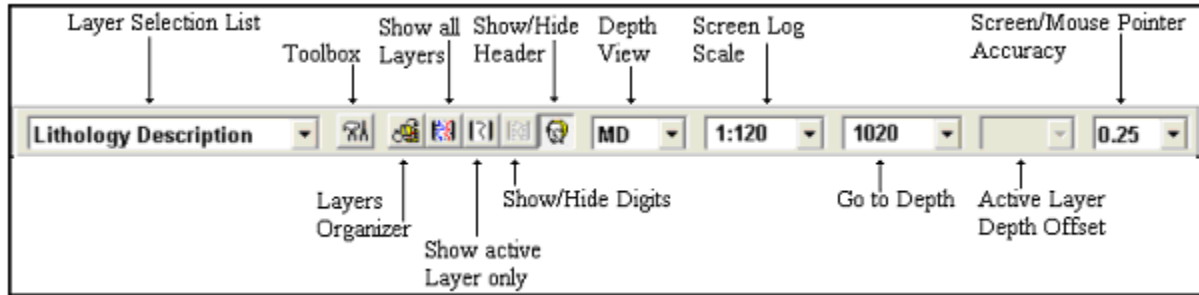 Layer Selection List
Toolbox
Show all
Layers
Show/Hide
Header
Depth
View
Screen Log
Scale
Screen/Mouse Pointer
Accuracy
Lithology Description
MD
1:120
1020
0.25
Layers
Organizer
Show active
Layer only
Show/Hide Digits
Go to Depth
Active Layer
Depth Offset